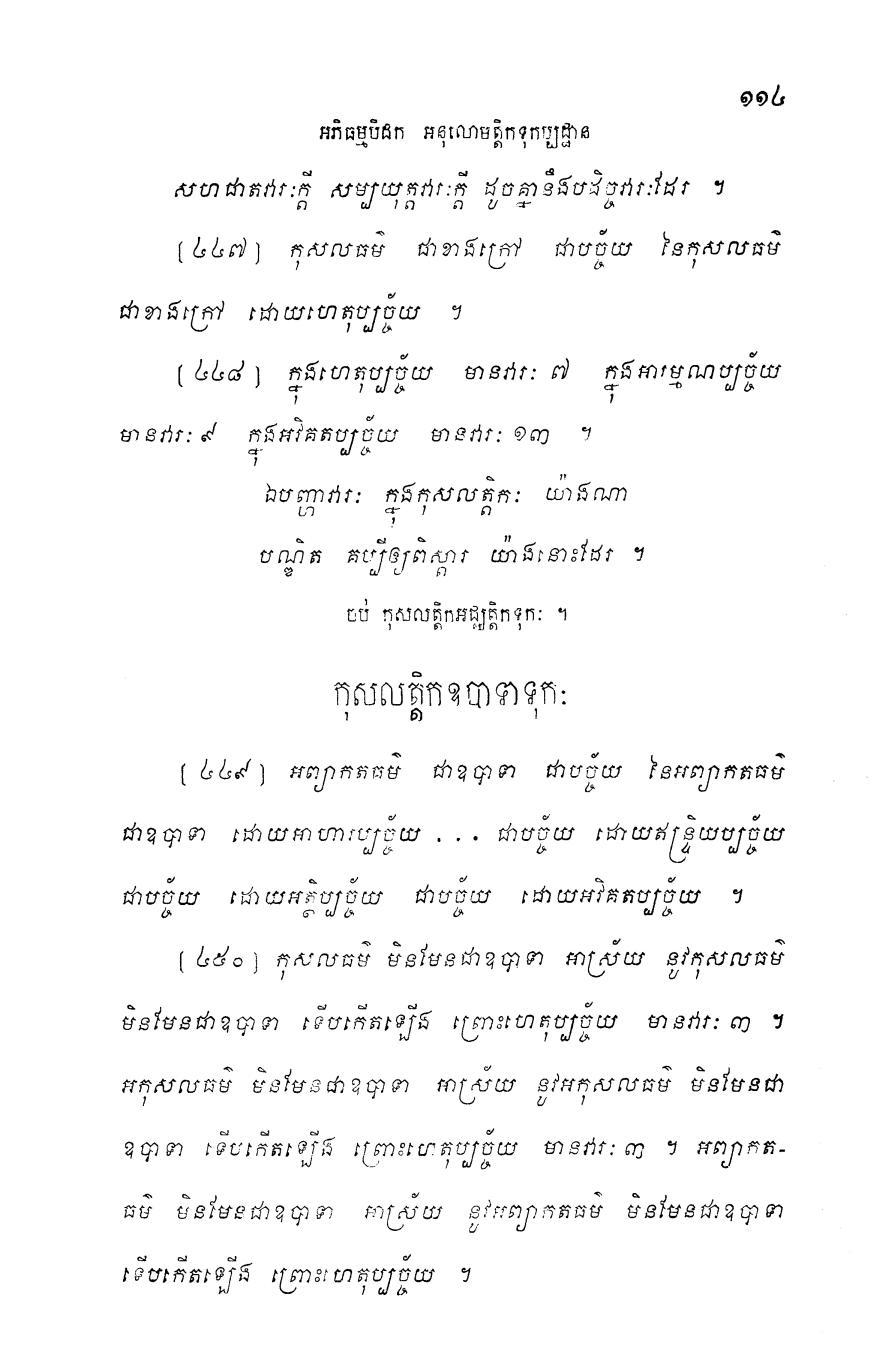 ១១៤
អភិធម្មបិដក អនុលោមត្តិកទុកប្បដ្ឋាន
សហជាតវារៈក្តី សម្បយុត្តវារៈក្តី ដូចគ្នានឹងបដិច្ចវារៈដែរ ។
[ ៤៤៧ ] កុសលធម៌ ជាខាងក្រៅ ជាបច្ច័យ នៃកុសលធម៌
ជាខាងក្រៅ ដោយហេតុប្បច្ច័យ ។
[ ៤៤៨ ] ក្នុងហេតុប្បច្ច័យ មានវារៈ ៧ ក្នុងអារម្មណប្បច្ច័យ
មានវារៈ ៩ ក្នុងអវិគតប្បច្ច័យ មានវារៈ ១៣ ។
ឯបញ្ហាវារៈ ក្នុងកុសលត្តិកៈ យ៉ាងណា
បណ្ឌិត គប្បីឲ្យពិស្តារ យ៉ាងនោះដែរ ។
ចប់ កុសលត្តិកអជ្ឈត្តិកទុកៈ ។
កុសលត្តិកឧបាទាទុកៈ
[ ៤៤៩ ] អព្យាកតធម៌ ជាឧបាទា ជាបច្ច័យ នៃអព្យាកតធម៌
ជាឧបាទា ដោយអាហារប្បច្ច័យ . . . ជាបច្ច័យ ដោយឥន្ទ្រិយប្បច្ច័យ
ជាបច្ច័យ ដោយអត្ថិប្បច្ច័យ ជាបច្ច័យ ដោយអវិគតប្បច្ច័យ ។
[ ៤៥០ ] កុសលធម៌ មិនមែនជាឧបាទា អាស្រ័យ នូវកុសលធម៌
មិនមែនជាឧបាទា ទើបកើតឡើង ព្រោះហេតុប្បច្ច័យ មានវារៈ ៣ ។
អកុសលធម៌ មិនមែនជាឧបាទា អាស្រ័យ នូវអកុសលធម៌ មិនមែនជា
ឧបាទា ទើបកើតឡើង ព្រោះហេតុប្បច្ច័យ មានវារៈ ៣ ។ អព្យាកត-
ធម៌ មិនមែនជាឧបាទា អាស្រ័យ នូវអព្យាកតធម៌ មិនមែនជាឧបាទា
ទើបកើតឡើង ព្រោះហេតុប្បច្ច័យ ។